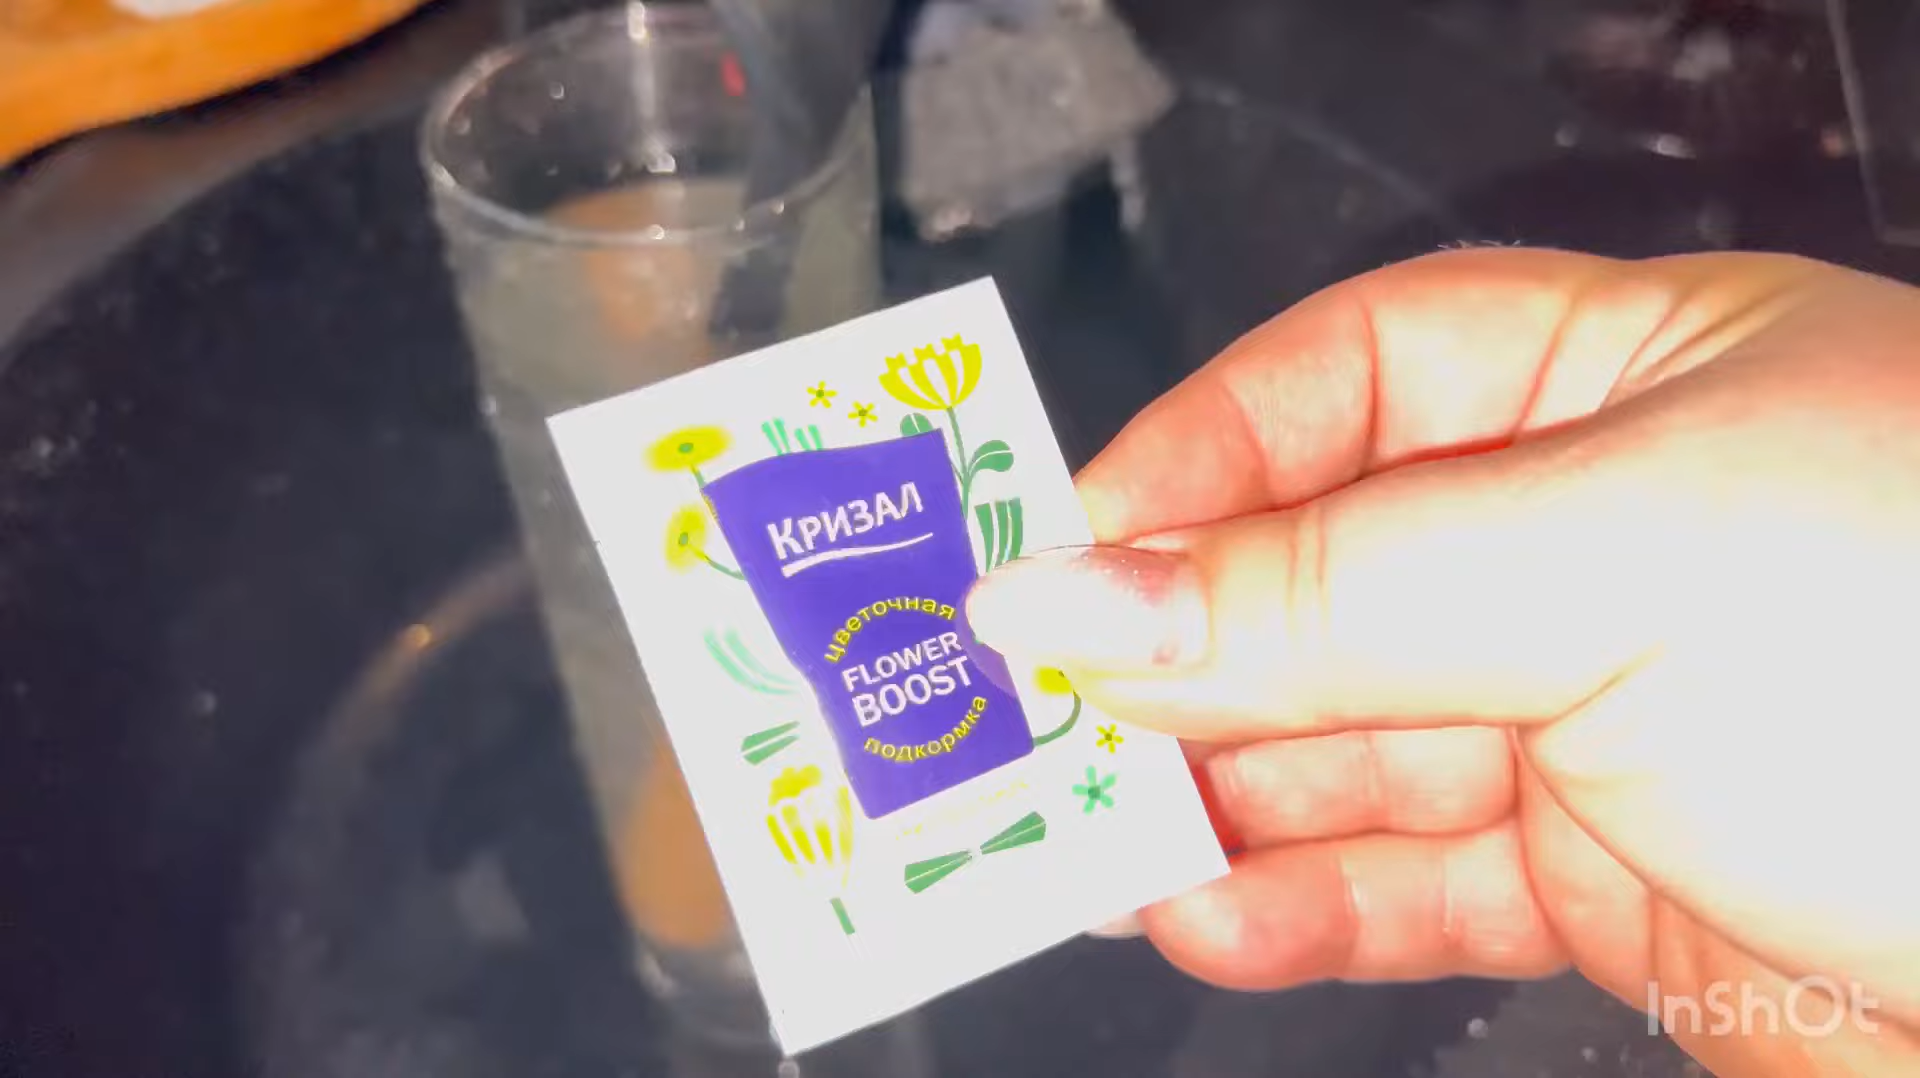 КРИЗАЛ
цветочная
FLOWER
BOOST
подкормка
InShOt